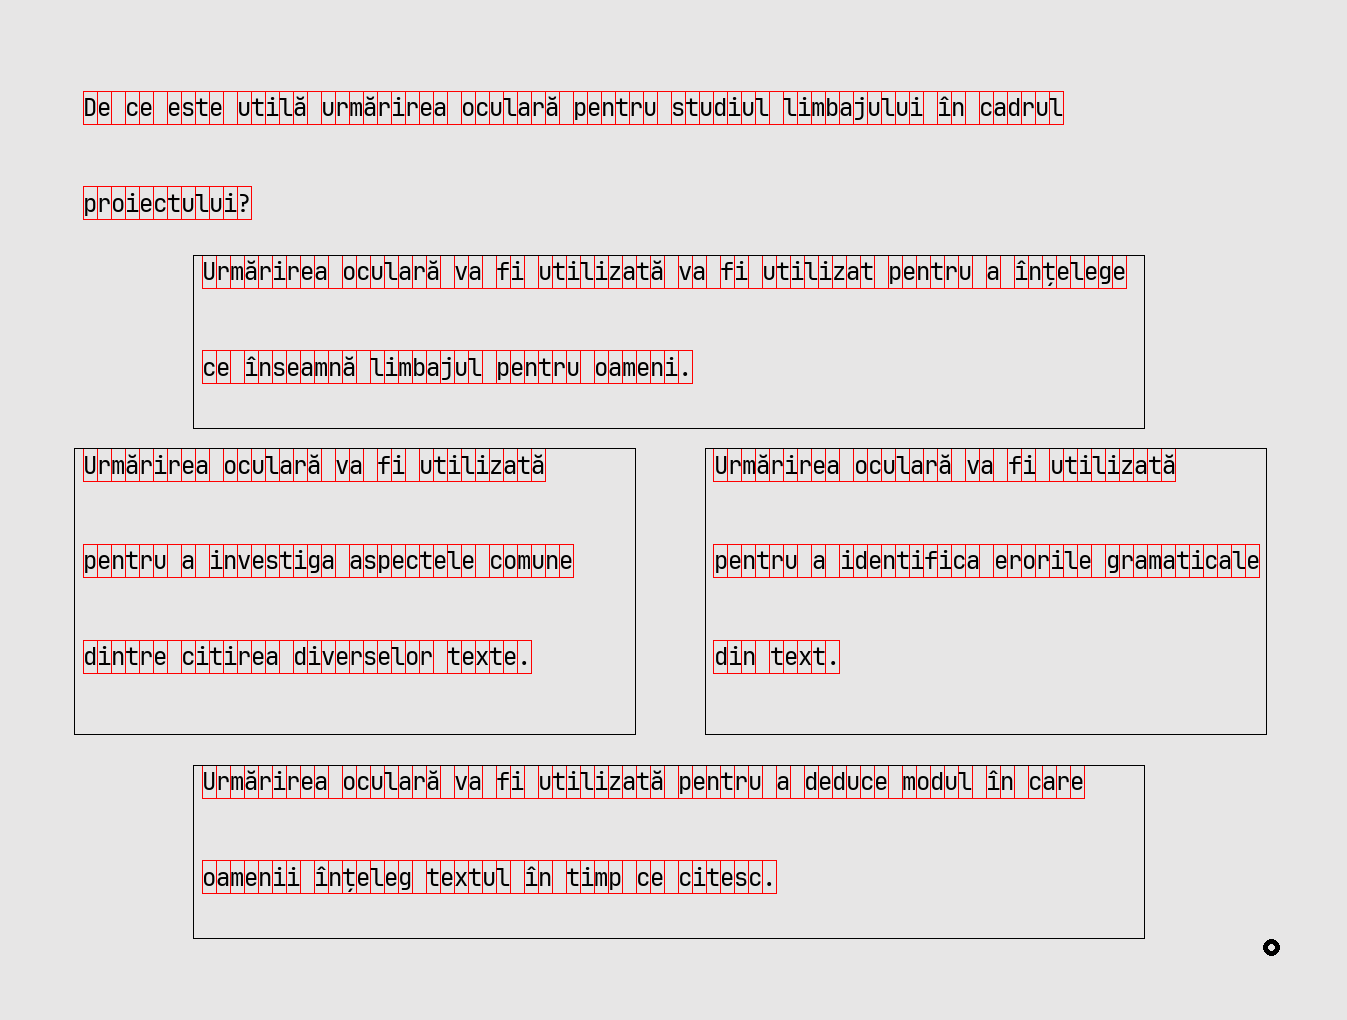 De ce este utilă urmărirea oculară pentru studiul limbajului în cadrul
proiectului?
Urmărirea oculară va fi utilizată va fi utilizat pentru a înțelege
ce înseamnă limbajul pentru oameni.
Urmărirea oculară va fi utilizată
pentru a investiga aspectele comune
dintre citirea diverselor texte.
Urmărirea oculară va fi utilizată
pentru a identifica erorile gramaticale
din text.
Urmărirea oculară va fi utilizată pentru a deduce modul în care
oamenii înțeleg textul în timp ce citesc.